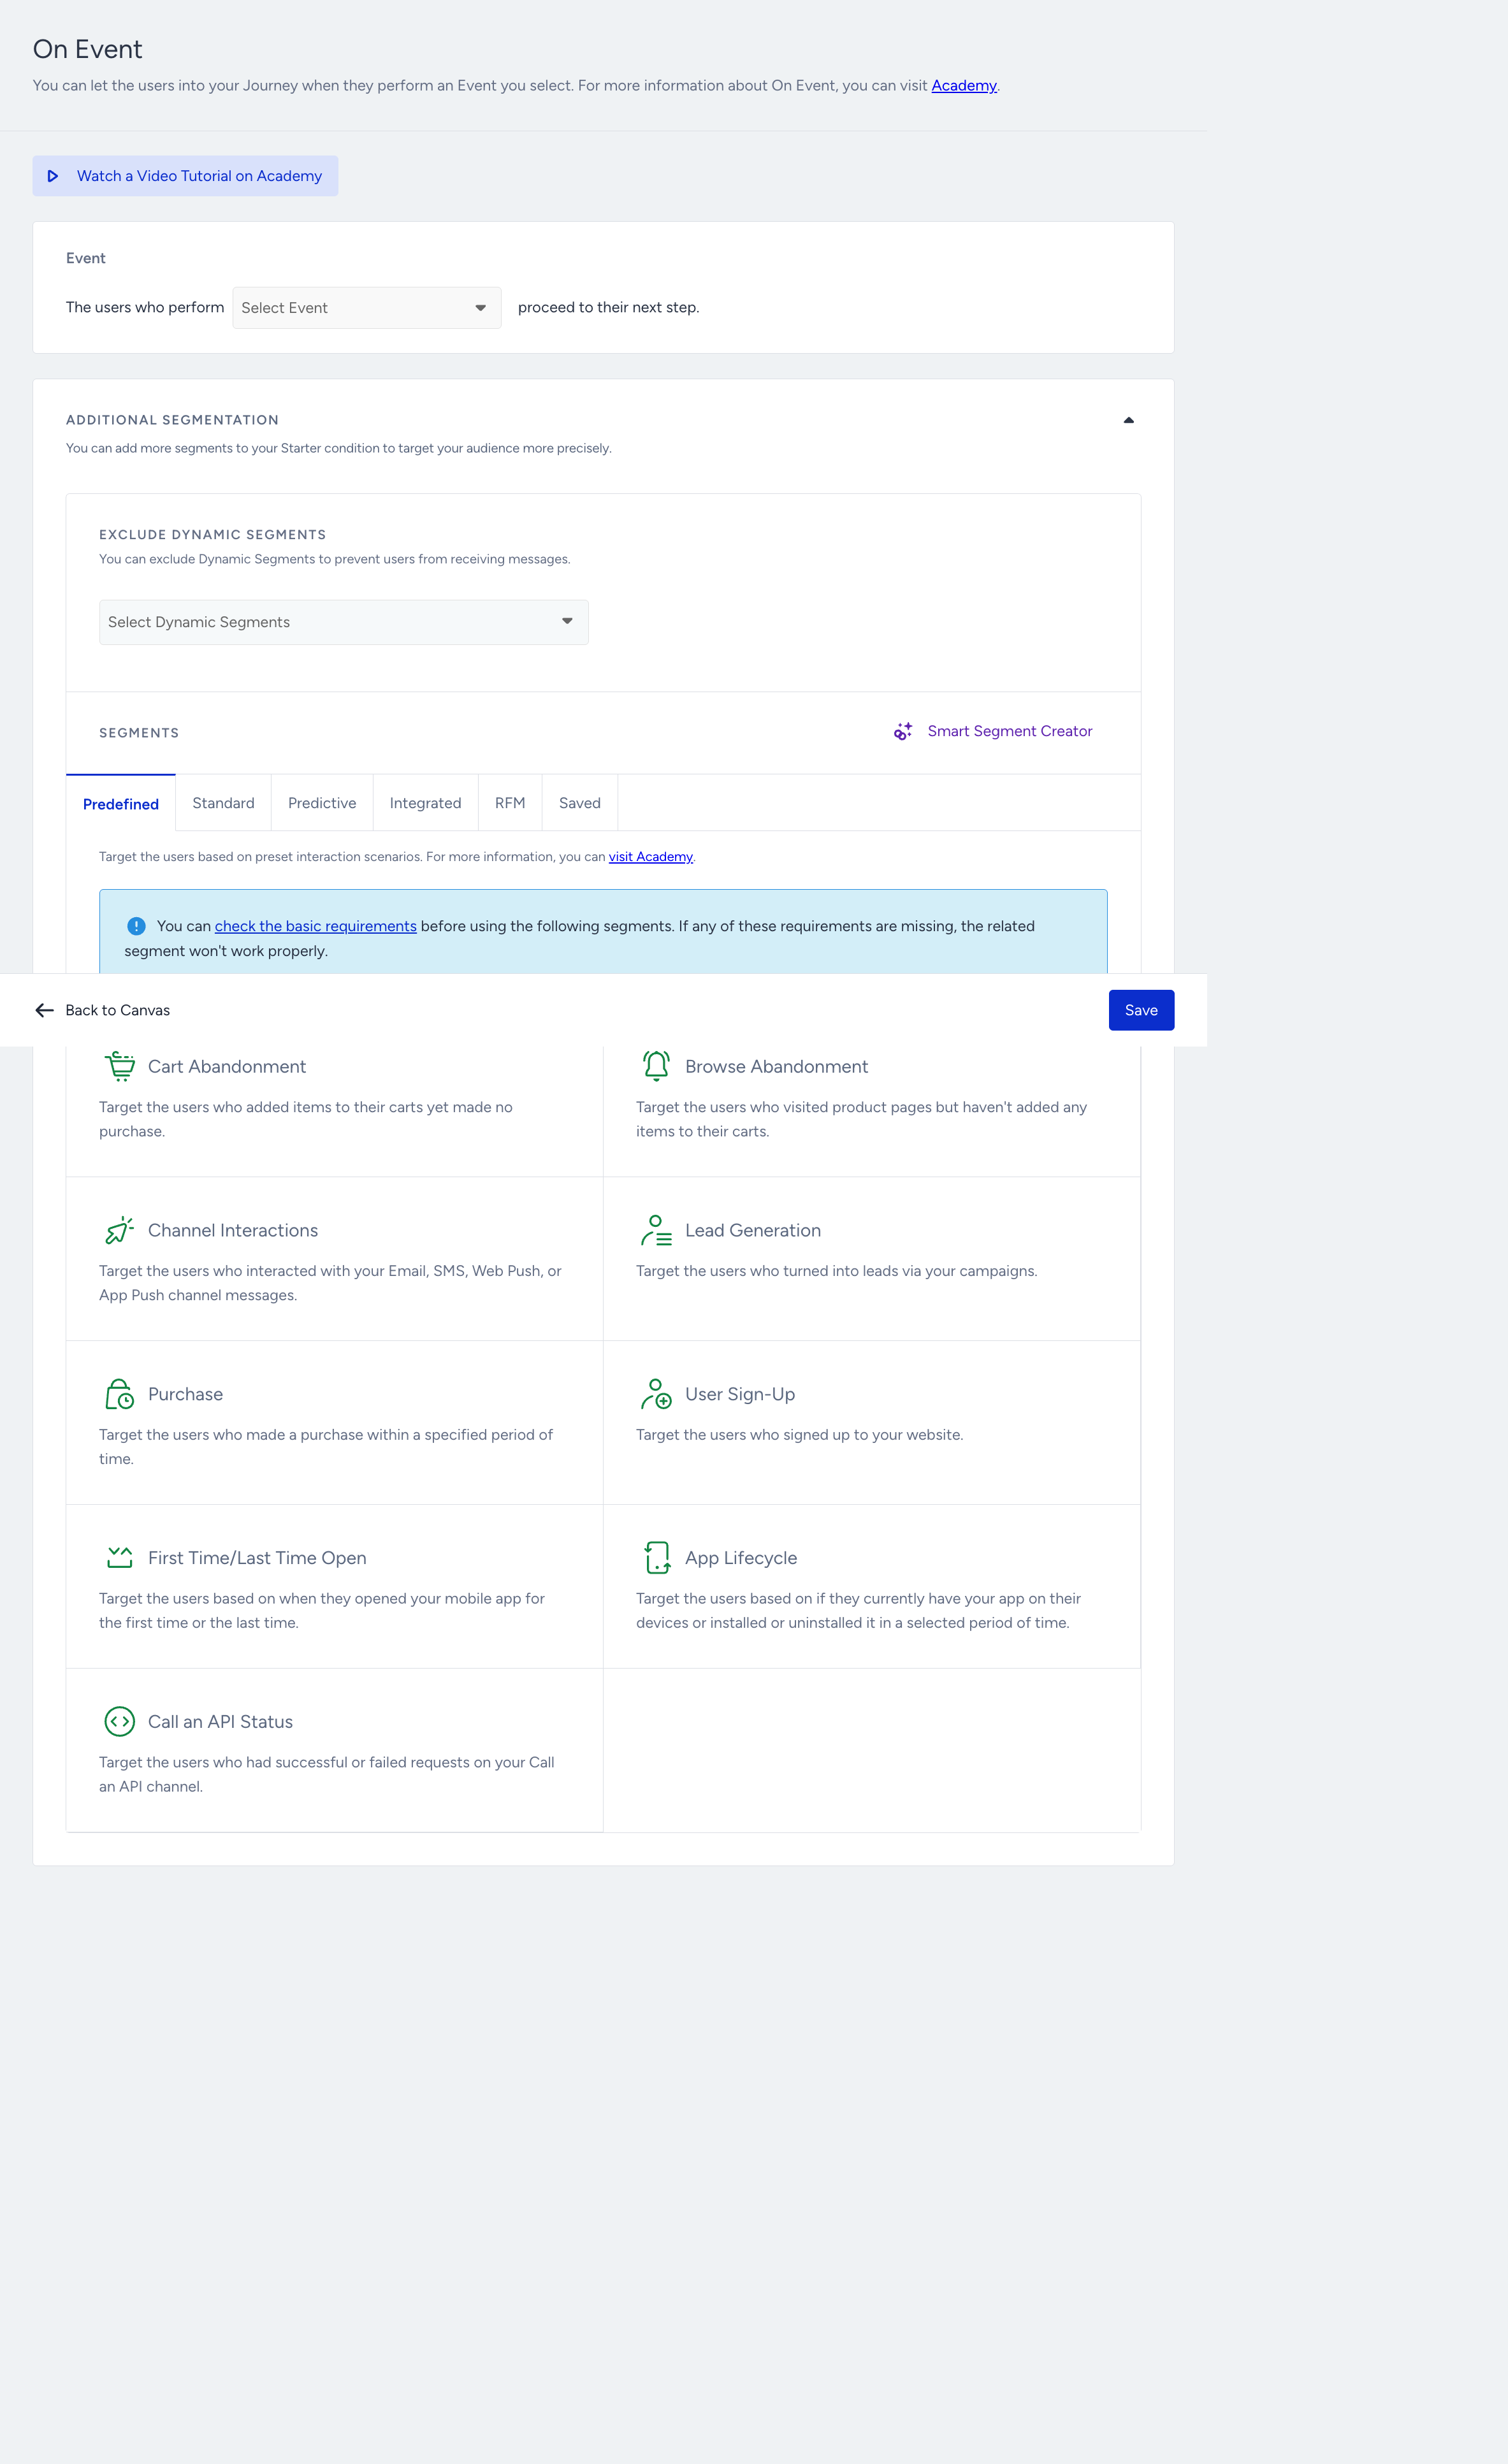 On Event
You can let the users into your Journey when they perform an Event you select. For more information about On Event, you can visit Academy.
Watch a Video Tutorial on Academy
Event
The users who perform Select Event proceed to their next step.
ADDITIONAL SEGMENTATION
You can add more segments to your Starter condition to target your audience more precisely.
EXCLUDE DYNAMIC SEGMENTS
You can exclude Dynamic Segments to prevent users from receiving messages.
Select Dynamic Segments
SEGMENTS Smart Segment Creator
Predefined Standard Predictive Integrated RFM Saved
Target the users based on preset interaction scenarios. For more information, you can visit Academy.
You can check the basic requirements before using the following segments. If any of these requirements are missing, the related
segment won't work properly.
Back to Canvas Save
Cart Abandonment
Target the users who added items to their carts yet made no
purchase.
Browse Abandonment
Target the users who visited product pages but haven't added any
items to their carts.
Channel Interactions
Target the users who interacted with your Email, SMS, Web Push, or
App Push channel messages.
Lead Generation
Target the users who turned into leads via your campaigns.
Purchase
Target the users who made a purchase within a specified period of
time.
User Sign-Up
Target the users who signed up to your website.
First Time/Last Time Open
Target the users based on when they opened your mobile app for
the first time or the last time.
App Lifecycle
Target the users based on if they currently have your app on their
devices or installed or uninstalled it in a selected period of time.
Call an API Status
Target the users who had successful or failed requests on your Call
an API channel.